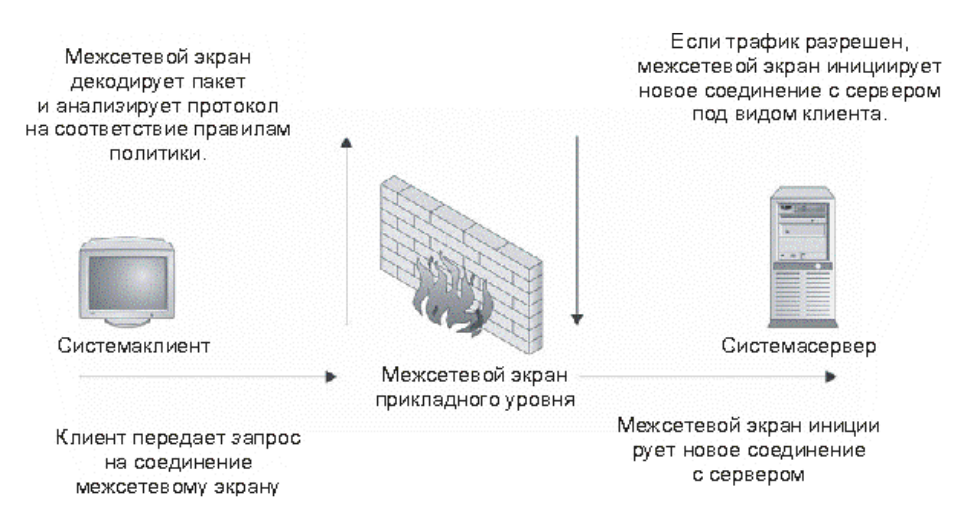 Межсетевой экран
декодирует пакет
и анализирует протокол
на соответствие правилам
политики.
Если трафик разрешен,
межсетевой экран инициирует
новое соединение с сервером
под видом клиента.
Системаклиент
Системасервер
Межсетевой экран
прикладного уровня
Клиент передает запрос
на соединение
межсетевому экрану
Межсетевой экран иниции
рует новое соединение
с сервером